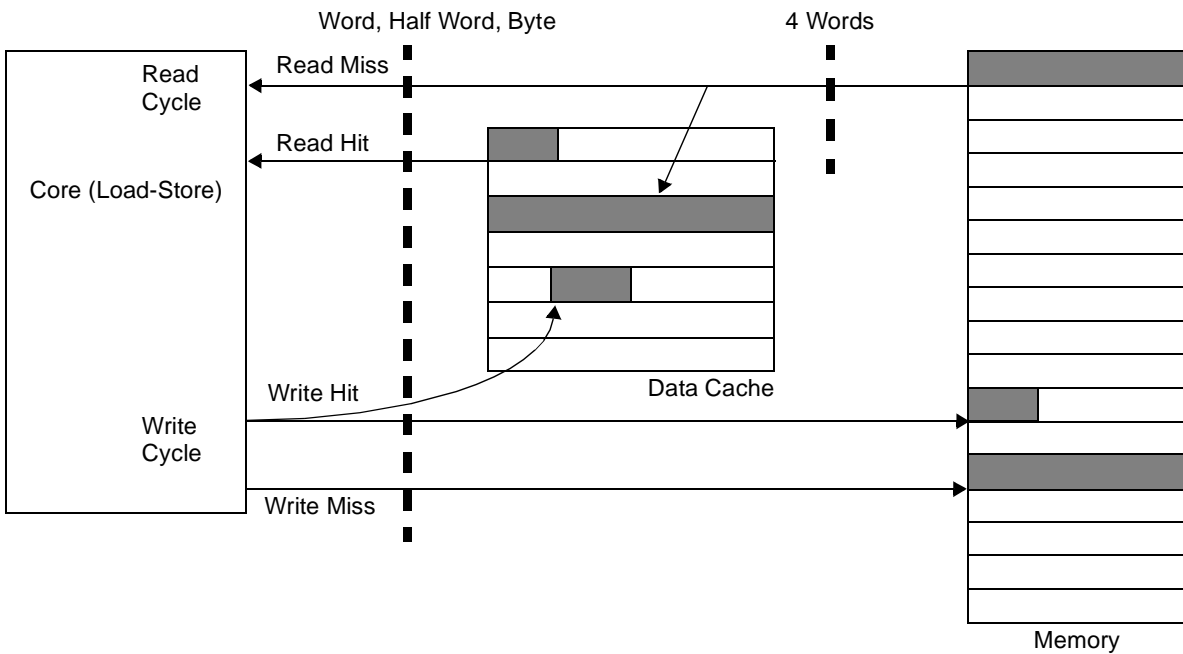 Word, Half Word, Byte
4 Words
Read Miss
Read
Cycle
Read Hit
Core (Load-Store)
Data Cache
Write Hit
Write
Cycle
Write Miss
Memory